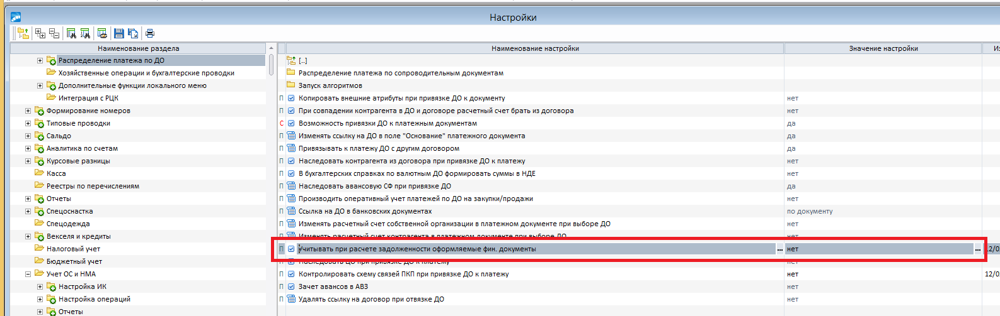 Настройки
Наименование раздела
Распределение платежа по ДО
Хозяйственные операции и бухгалтерские проводки
Дополнительные функции локального меню
Интеграция с РЦК
Формирование номеров
Типовые проводки
Сальдо
Аналитика по счетам
Курсовые разницы
Касса
Реестры по перечислениям
Отчеты
Спецоснастка
Спецодежда
Векселя и кредиты
Налоговый учет
Бюджетный учет
Учет ОС и НМА
Настройка ИК
Настройка операций
Отчеты
Наименование настройки Значение настройки Из
[..]
Распределение платежа по сопроводительным документам
Запуск алгоритмов
П Копировать внешние атрибуты при привязке ДО к документу нет
П При совпадении контрагента в ДО и договоре расчетный счет брать из договора нет
С Возможность привязки ДО к платежным документам да
П Изменять ссылку на ДО в поле "Основание" платежного документа да
П Привязывать к платежу ДО с другим договором да
П Наследовать контрагента из договора при привязке ДО к платежу нет
П В бухгалтерских справках по валютным ДО формировать суммы в НДЕ нет
П Наследовать авансовую СФ при привязке ДО да
П Производить оперативный учет платежей по ДО на закупки/продажи нет
П Ссылка на ДО в банковских документах по документу
П Изменять расчетный счет собственной организации в платежном документе при выборе ДО нет
Изменять расчетный счет контрагента в платежном документе при выборе ДО
П Учитывать при расчете задолженности оформляемые фин. документы ... нет ... 12/0
Наследовать ЦО при привязке ДО к платежу нет
П Контролировать схему связей ПКП при привязке ДО к платежу нет 12/0
П Зачет авансов в АВЗ нет
П Удалять ссылку на договор при отвязке ДО нет